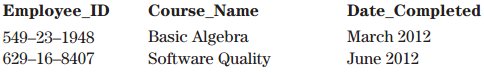 Employee_ID Course_Name Date_Completed
549–23–1948 Basic Algebra March 2012
629–16–8407 Software Quality June 2012